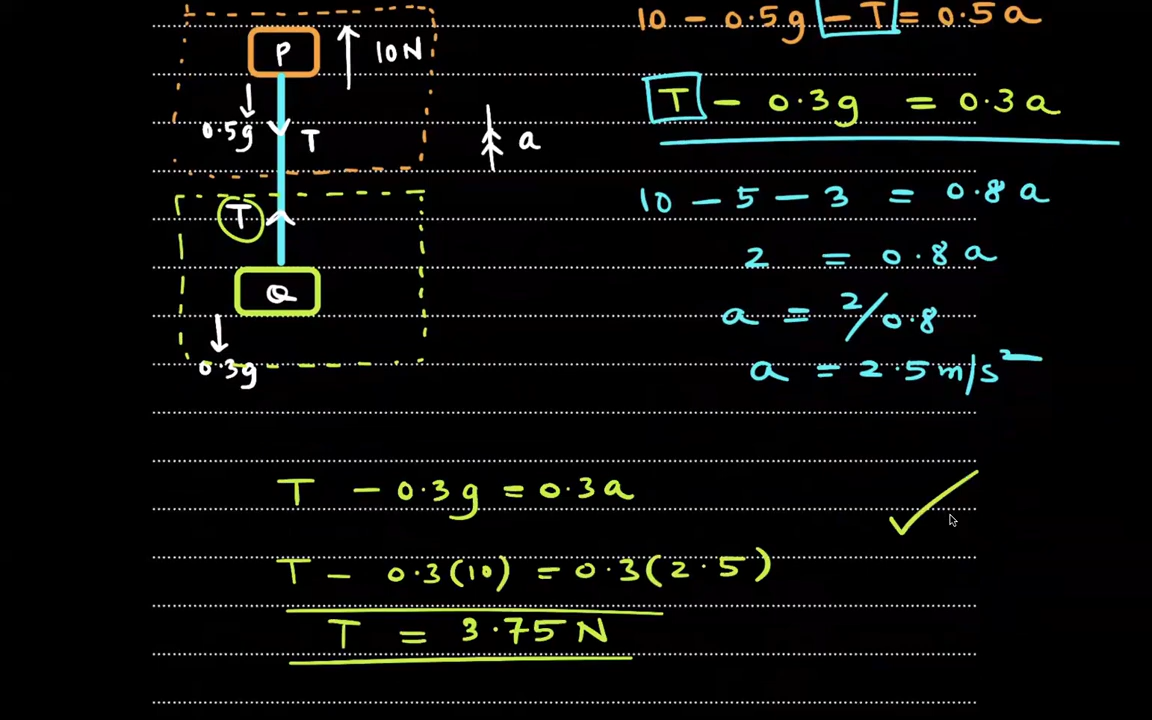 10 - 0.5g - T = 0.5a
P
10N
0.5g
T
a
T - 0.3g = 0.3a
T
Q
0.3g
10 - 5 - 3 = 0.8a
2 = 0.8a
a = 2/0.8
a = 2.5 m/s²
T - 0.3g = 0.3a
T - 0.3(10) = 0.3(2.5)
T = 3.75 N